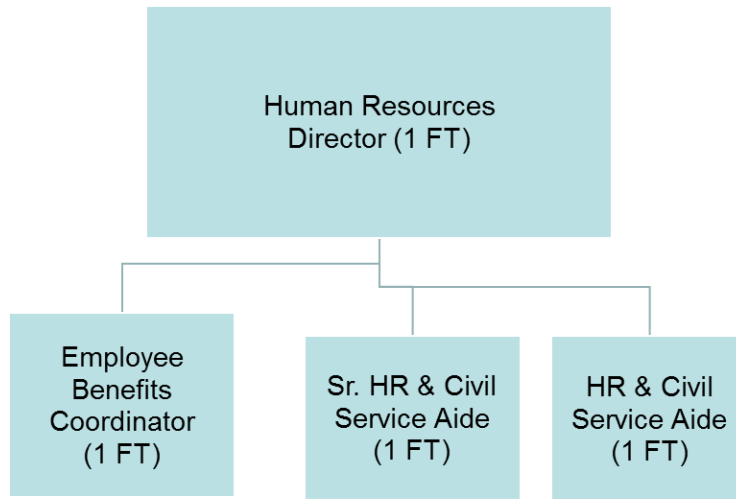 Human Resources
Director (1 FT)
Employee
Benefits
Coordinator
(1 FT)
Sr. HR & Civil
Service Aide
(1 FT)
HR & Civil
Service Aide
(1 FT)